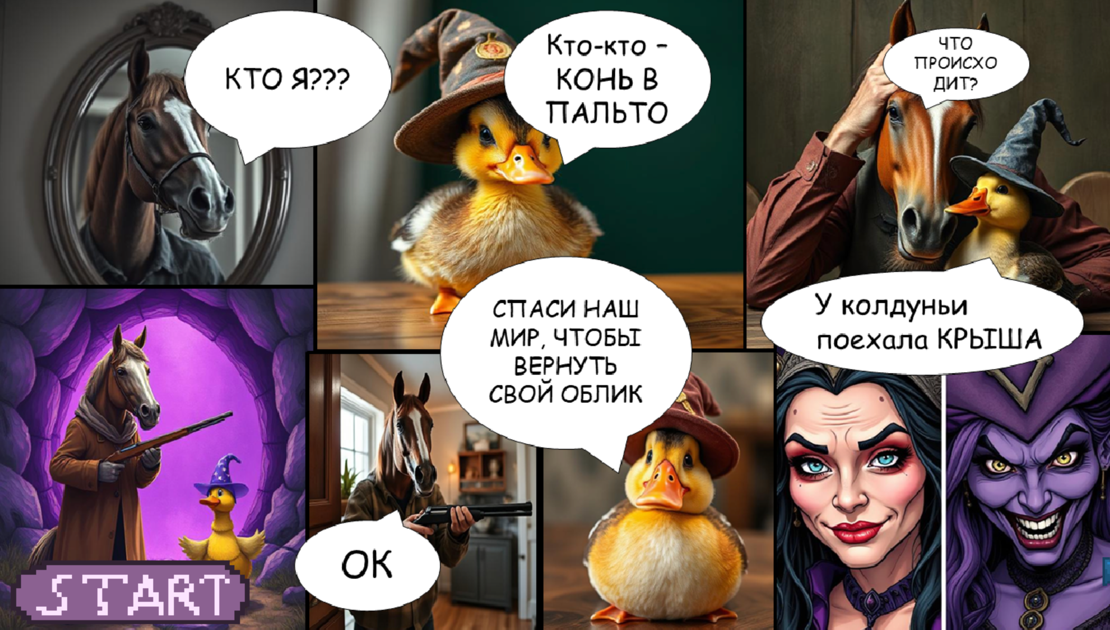 КТО Я???
Кто-кто –
КОНЬ В
ПАЛЬТО
ЧТО
ПРОИСХО
ДИТ?
У колдуньи
поехала КРЫША
СПАСИ НАШ
МИР, ЧТОБЫ
ВЕРНУТЬ
СВОЙ ОБЛИК
ОК
START